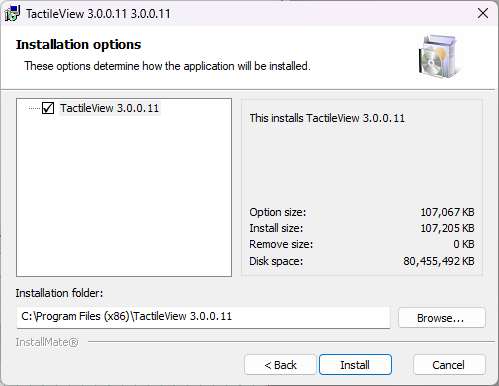 TactileView 3.0.0.11 3.0.0.11
Installation options
These options determine how the application will be installed.
TactileView 3.0.0.11
This installs TactileView 3.0.0.11
Option size: 107,067 KB
Install size: 107,205 KB
Remove size: 0 KB
Disk space: 80,455,492 KB
Installation folder:
C:\Program Files (x86)\TactileView 3.0.0.11
Browse...
InstallMate®
< Back Install Cancel